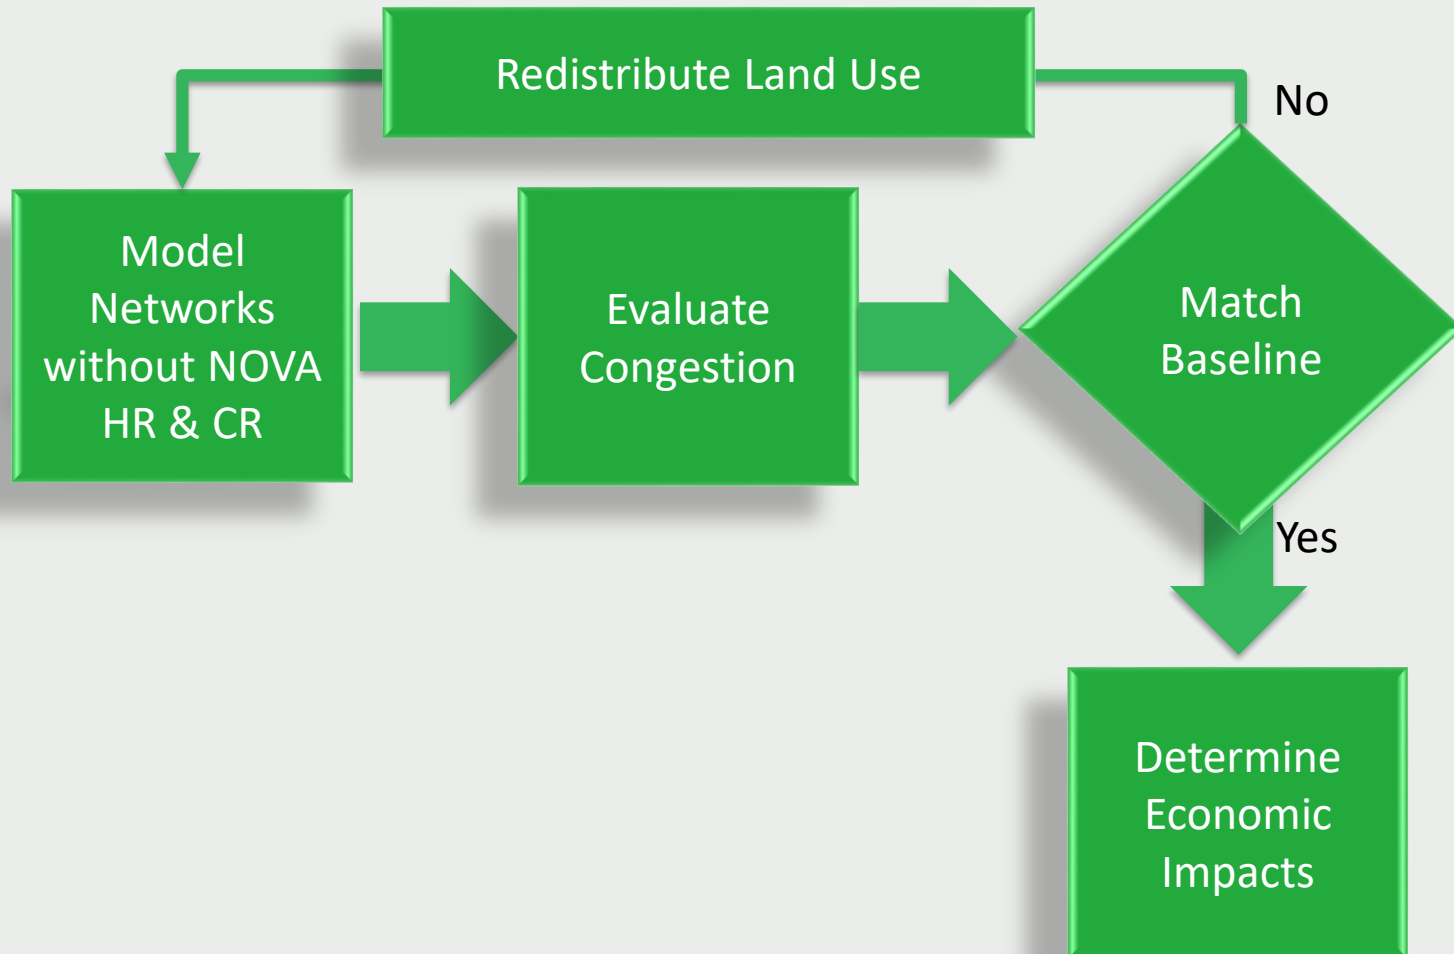 Redistribute Land Use
No
Model
Networks
without NOVA
HR & CR
Evaluate
Congestion
Match
Baseline
Yes
Determine
Economic
Impacts